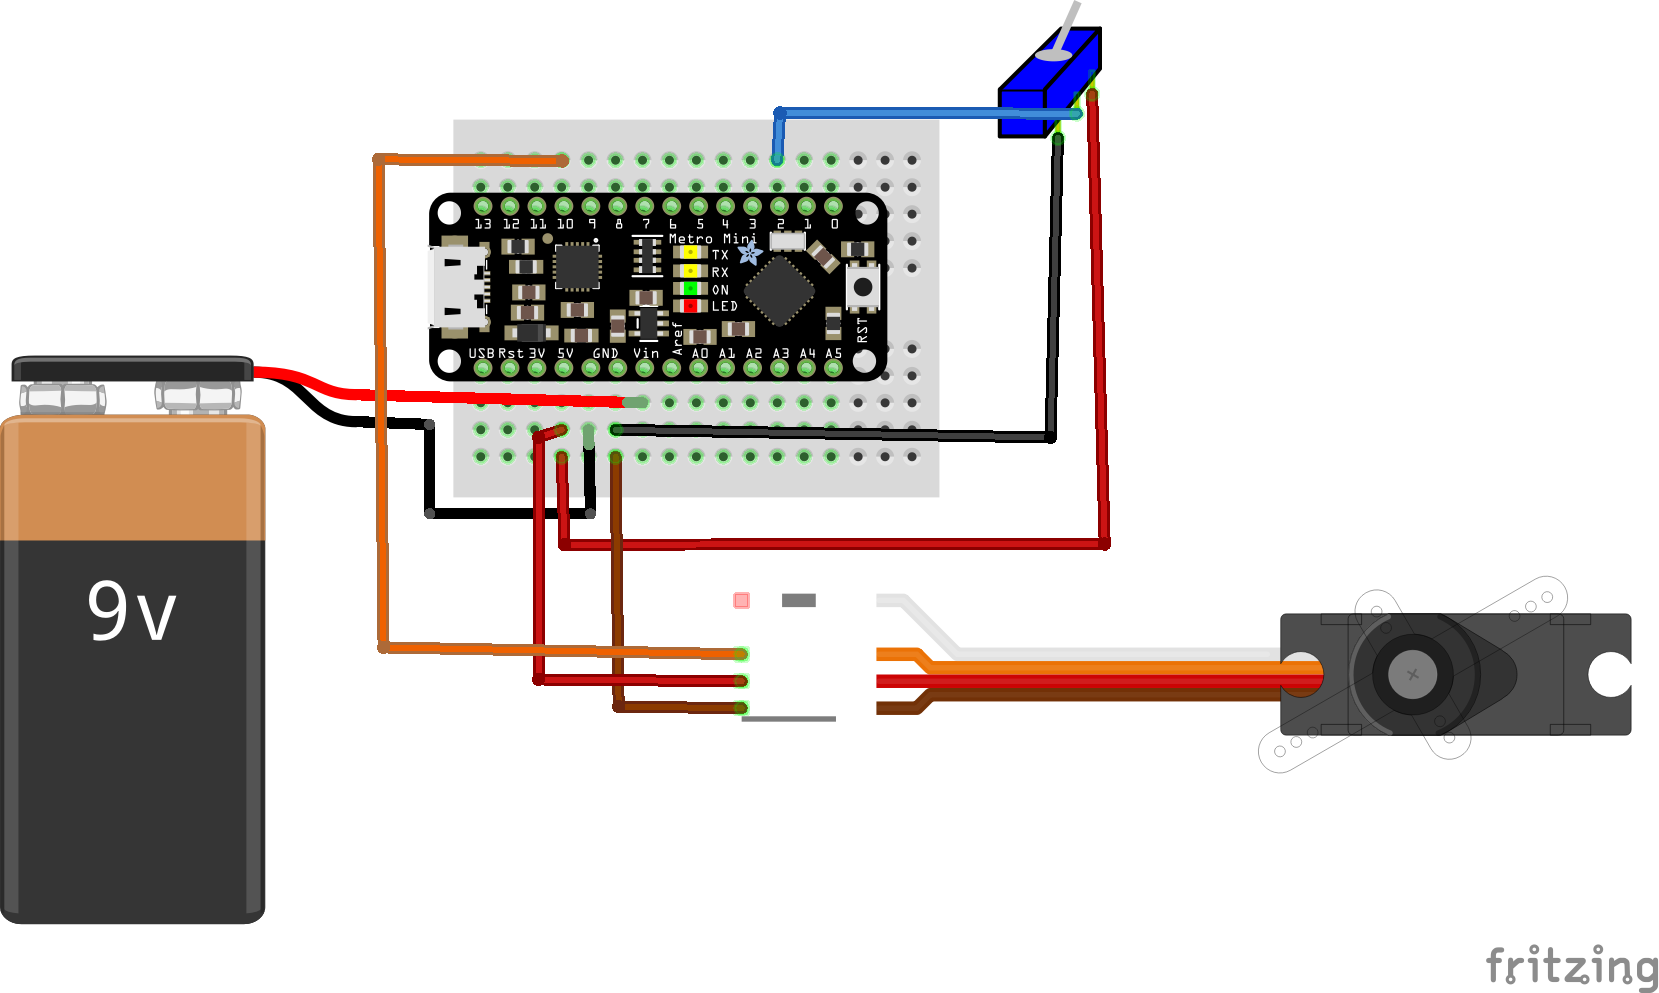 13 12 11 10 9 8 7 6 5 4 3 2 1 0
Metro Mini
TX
RX
ON
LED
RST
Aref
USB Rst 3V 5V GND Vin A0 A1 A2 A3 A4 A5
9v
fritzing